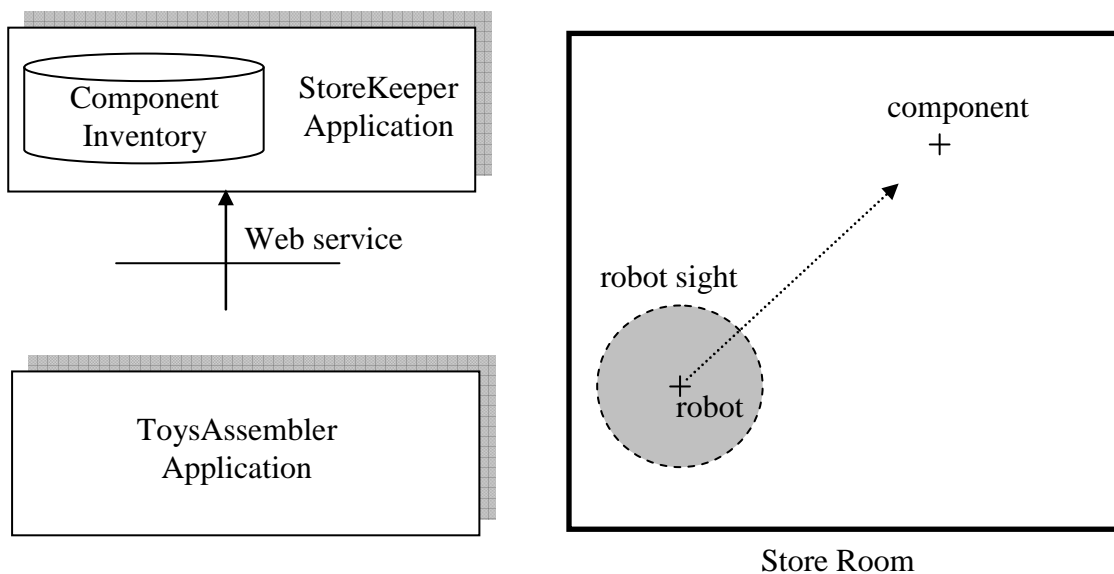 Component
Inventory
StoreKeeper
Application
Web service
ToysAssembler
Application
component
robot sight
robot
Store Room